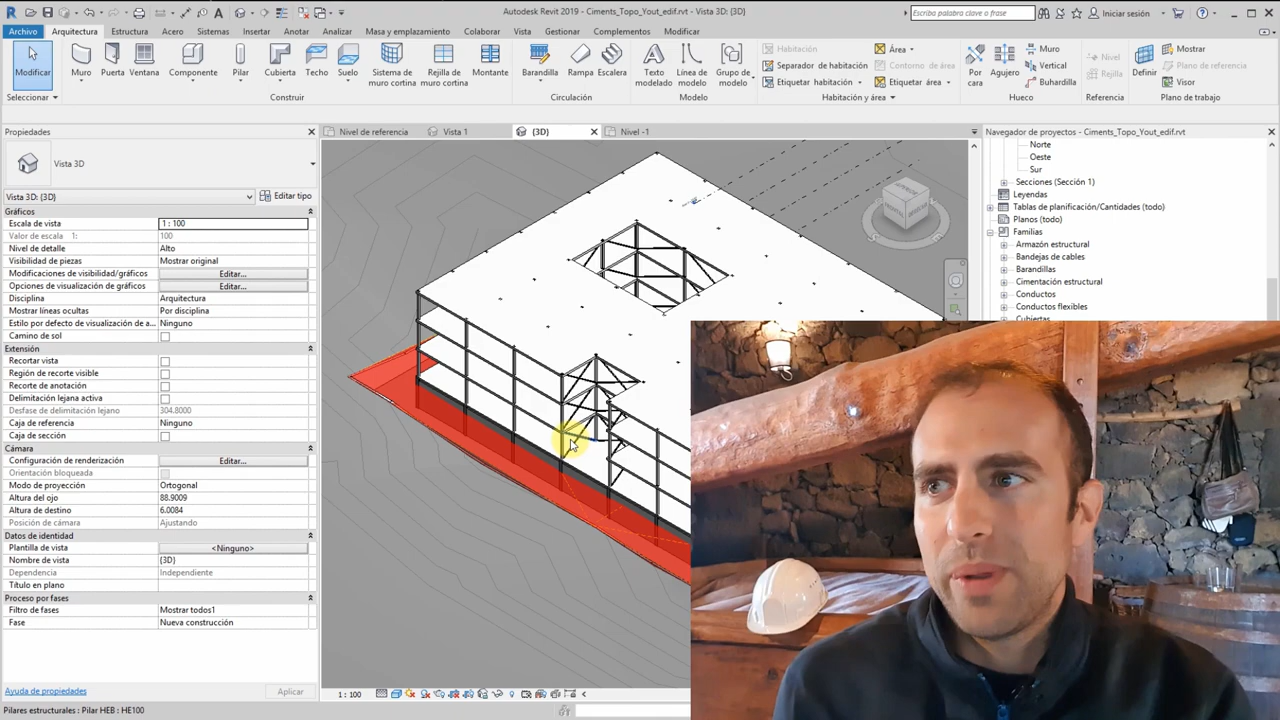 Autodesk Revit 2019 - Ciments_Topo_Yout_edif.rvt - Vista 3D: {3D}
Escriba palabra clave o frase
Iniciar sesión
Archivo Arquitectura Estructura Acero Sistemas Insertar Anotar Analizar Masa y emplazamiento Colaborar Vista Gestionar Complementos Modificar
Modificar
Muro Puerta Ventana Componente Pilar Cubierta Techo Suelo Sistema de muro cortina Rejilla de muro cortina Montante
Barandilla Rampa Escalera
Texto modelado Línea de modelo Grupo de modelo
Habitación
Separador de habitación
Etiquetar habitación
Área
Contorno de área
Etiquetar área
Por cara Agujero
Muro
Vertical
Buhardilla
Nivel
Rejilla
Definir
Mostrar
Plano de referencia
Visor
Seleccionar Construir Circulación Modelo Habitación y área Hueco Referencia Plano de trabajo
Propiedades
Vista 3D
Vista 3D: {3D} Editar tipo
Gráficos
Escala de vista 1 : 100
Valor de escala 1: 100
Nivel de detalle Alto
Visibilidad de piezas Mostrar original
Modificaciones de visibilidad/gráficos Editar...
Opciones de visualización de gráficos Editar...
Disciplina Arquitectura
Mostrar líneas ocultas Por disciplina
Estilo por defecto de visualización de a... Ninguno
Camino de sol
Extensión
Recortar vista
Región de recorte visible
Recorte de anotación
Delimitación lejana activa
Desfase de delimitación lejano 304.8000
Caja de referencia Ninguno
Caja de sección
Cámara
Configuración de renderización Editar...
Orientación bloqueada
Modo de proyección Ortogonal
Altura del ojo 88.9009
Altura de destino 6.0084
Posición de cámara Ajustando
Datos de identidad
Plantilla de vista <Ninguno>
Nombre de vista {3D}
Dependencia Independiente
Título en plano
Proceso por fases
Filtro de fases Mostrar todos1
Fase Nueva construcción
Ayuda de propiedades Aplicar
Pilares estructurales : Pilar HEB : HE100
Nivel de referencia Vista 1 {3D} Nivel -1
1 : 100
Navegador de proyectos - Ciments_Topo_Yout_edif.rvt
Norte
Oeste
Sur
Secciones (Sección 1)
Leyendas
Tablas de planificación/Cantidades (todo)
Planos (todo)
Familias
Armazón estructural
Bandejas de cables
Barandillas
Cimentación estructural
Conductos
Conductos flexibles